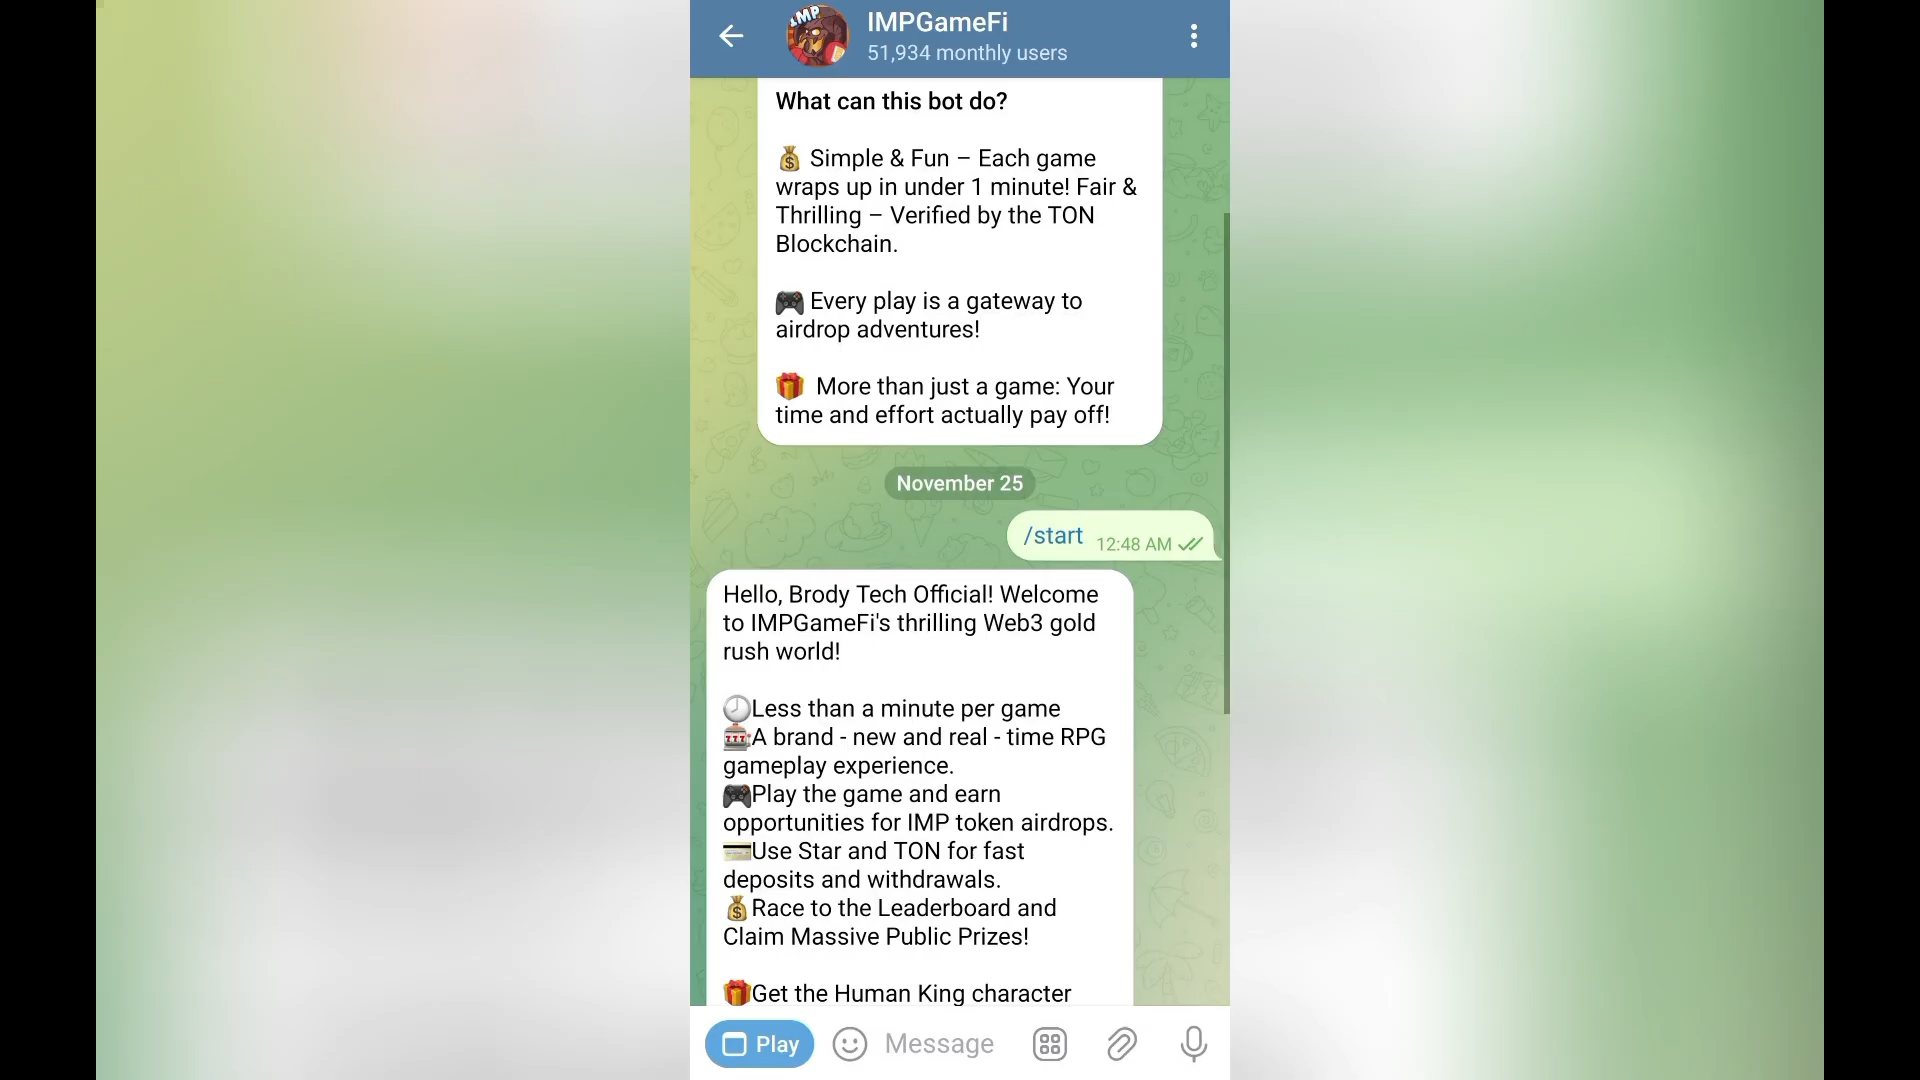 IMP
IMPGameFi
51,934 monthly users
What can this bot do?
Simple & Fun – Each game
wraps up in under 1 minute! Fair &
Thrilling – Verified by the TON
Blockchain.
Every play is a gateway to
airdrop adventures!
More than just a game: Your
time and effort actually pay off!
November 25
/start 12:48 AM
Hello, Brody Tech Official! Welcome
to IMPGameFi's thrilling Web3 gold
rush world!
Less than a minute per game
A brand - new and real - time RPG
gameplay experience.
Play the game and earn
opportunities for IMP token airdrops.
Use Star and TON for fast
deposits and withdrawals.
Race to the Leaderboard and
Claim Massive Public Prizes!
Get the Human King character
Play Message